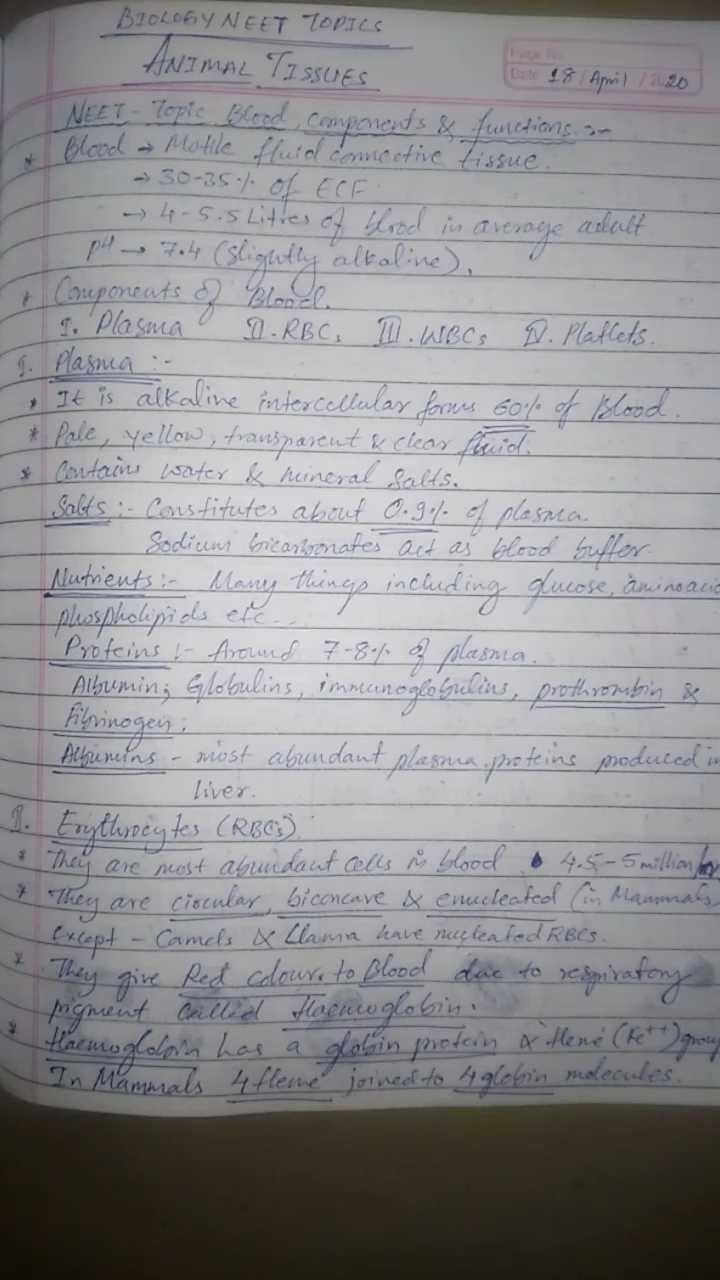 BIOLOGY NEET TOPICS
ANIMAL TISSUES
Page No.
Date 18 / April / 2020
NEET - Topic Blood, components & functions :-
* Blood → Motile fluid connective tissue.
→ 30-35% of ECF
→ 4-5.5 Litres of blood in average adult
pH → 7.4 (Slightly alkaline).
* Components of Blood.
I. Plasma II. RBCs III. WBCs IV. Platlets.
I. Plasma :-
* It is alkaline intercellular forms 60% of Blood.
* Pale, yellow, transparent & clear fluid.
* Contains water & mineral Salts.
Salts :- Constitutes about 0.9% of plasma.
Sodium bicarbonates act as blood buffer.
Nutrients :- Many things including glucose, aminoacid
phospholipids etc...
Proteins :- Around 7-8% of plasma.
Albumin; Globulins, immunoglobulins, prothrombin &
Fibrinogen;
Albumins - most abundant plasma proteins produced in
liver.
II. Erythrocytes (RBCs)
* They are most abundant cells in blood 4.5-5 million/
* They are circular, biconcave & enucleated (in Mammals
except - Camels & Llama have nucleated RBCs.
* They give Red colour to Blood due to respiratory
pigment called Haemoglobin.
* Haemoglobin has a globin protein & Heme (Fe++) group
In Mammals 4 Heme joined to 4 globin molecules.